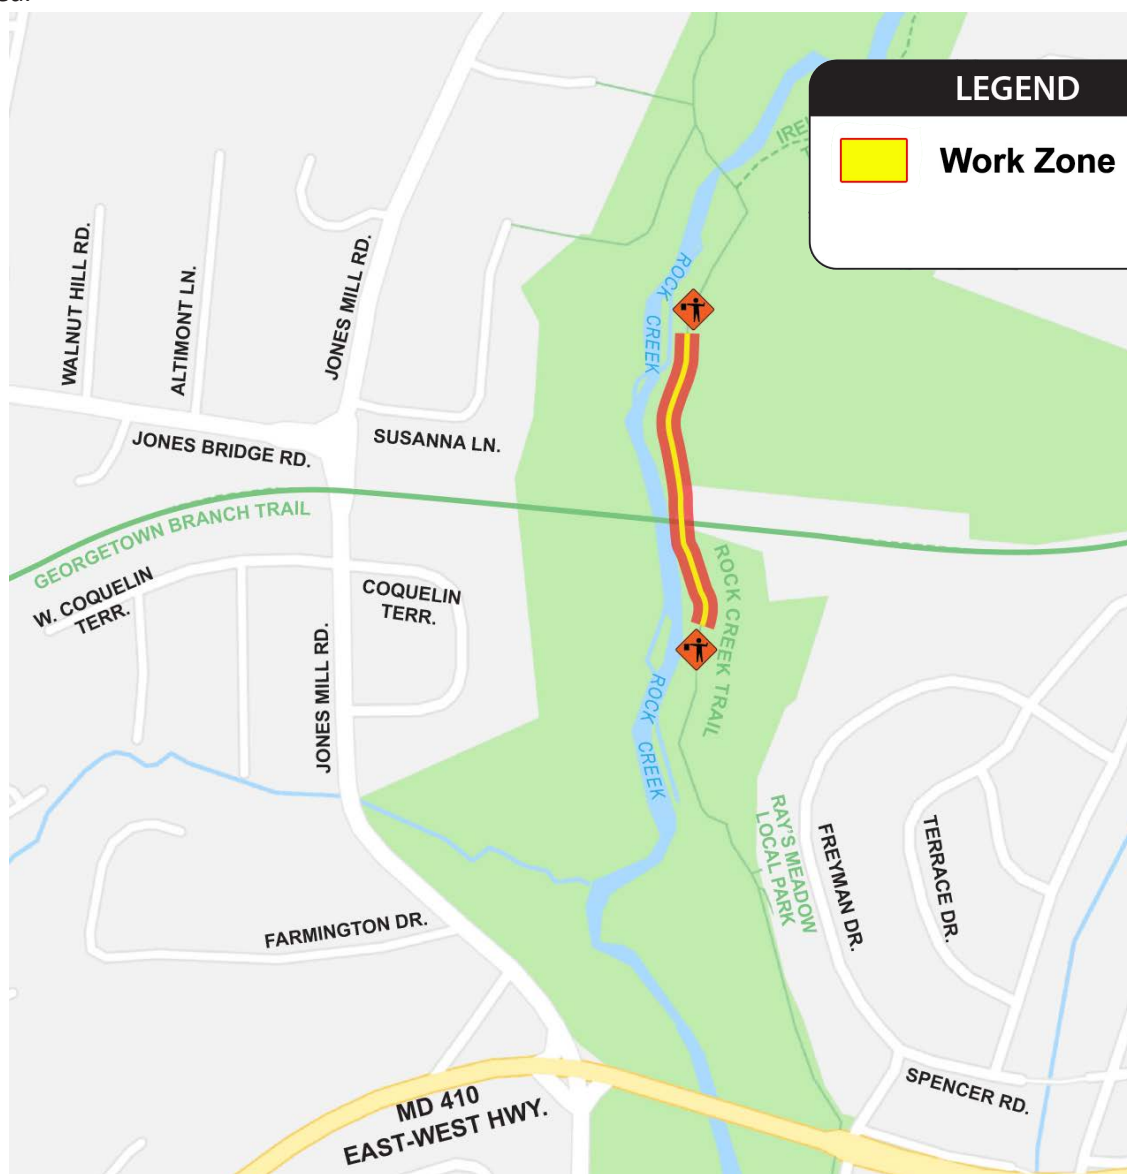 LEGEND
Work Zone
ROCK
CREEK
WALNUT HILL RD.
ALTIMONT LN.
JONES MILL RD.
JONES BRIDGE RD.
SUSANNA LN.
GEORGETOWN BRANCH TRAIL
W. COQUELIN
TERR.
COQUELIN
TERR.
JONES MILL RD.
ROCK CREEK TRAIL
ROCK
CREEK
RAY'S MEADOW
LOCAL PARK
FREYMAN DR.
TERRACE DR.
FARMINGTON DR.
SPENCER RD.
MD 410
EAST-WEST HWY.